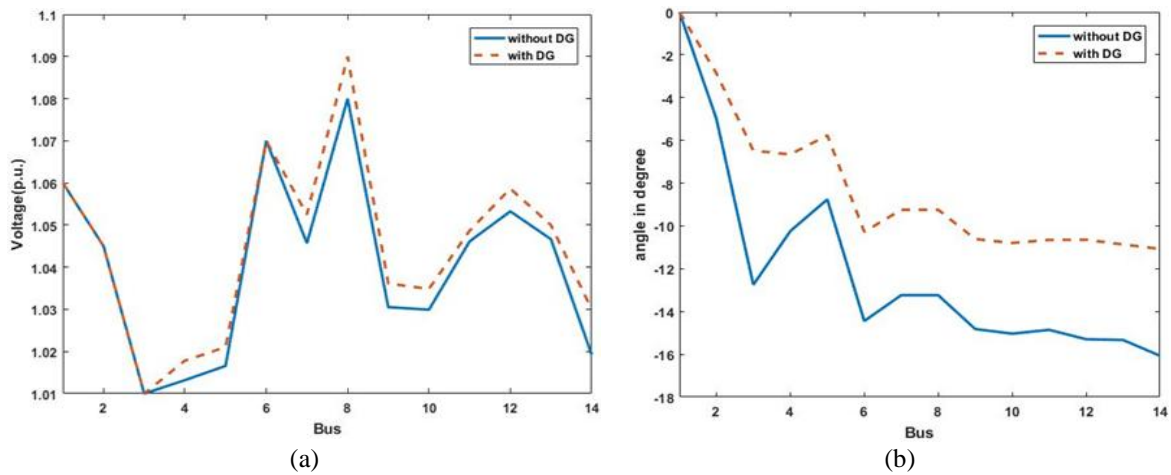 1.1
1.09
1.08
1.07
1.06
1.05
1.04
1.03
1.02
1.01
Voltage(p.u.)
without DG
with DG
2 4 6 8 10 12 14
Bus
(a)
0
-2
-4
-6
-8
-10
-12
-14
-16
-18
angle in degree
without DG
with DG
2 4 6 8 10 12 14
Bus
(b)